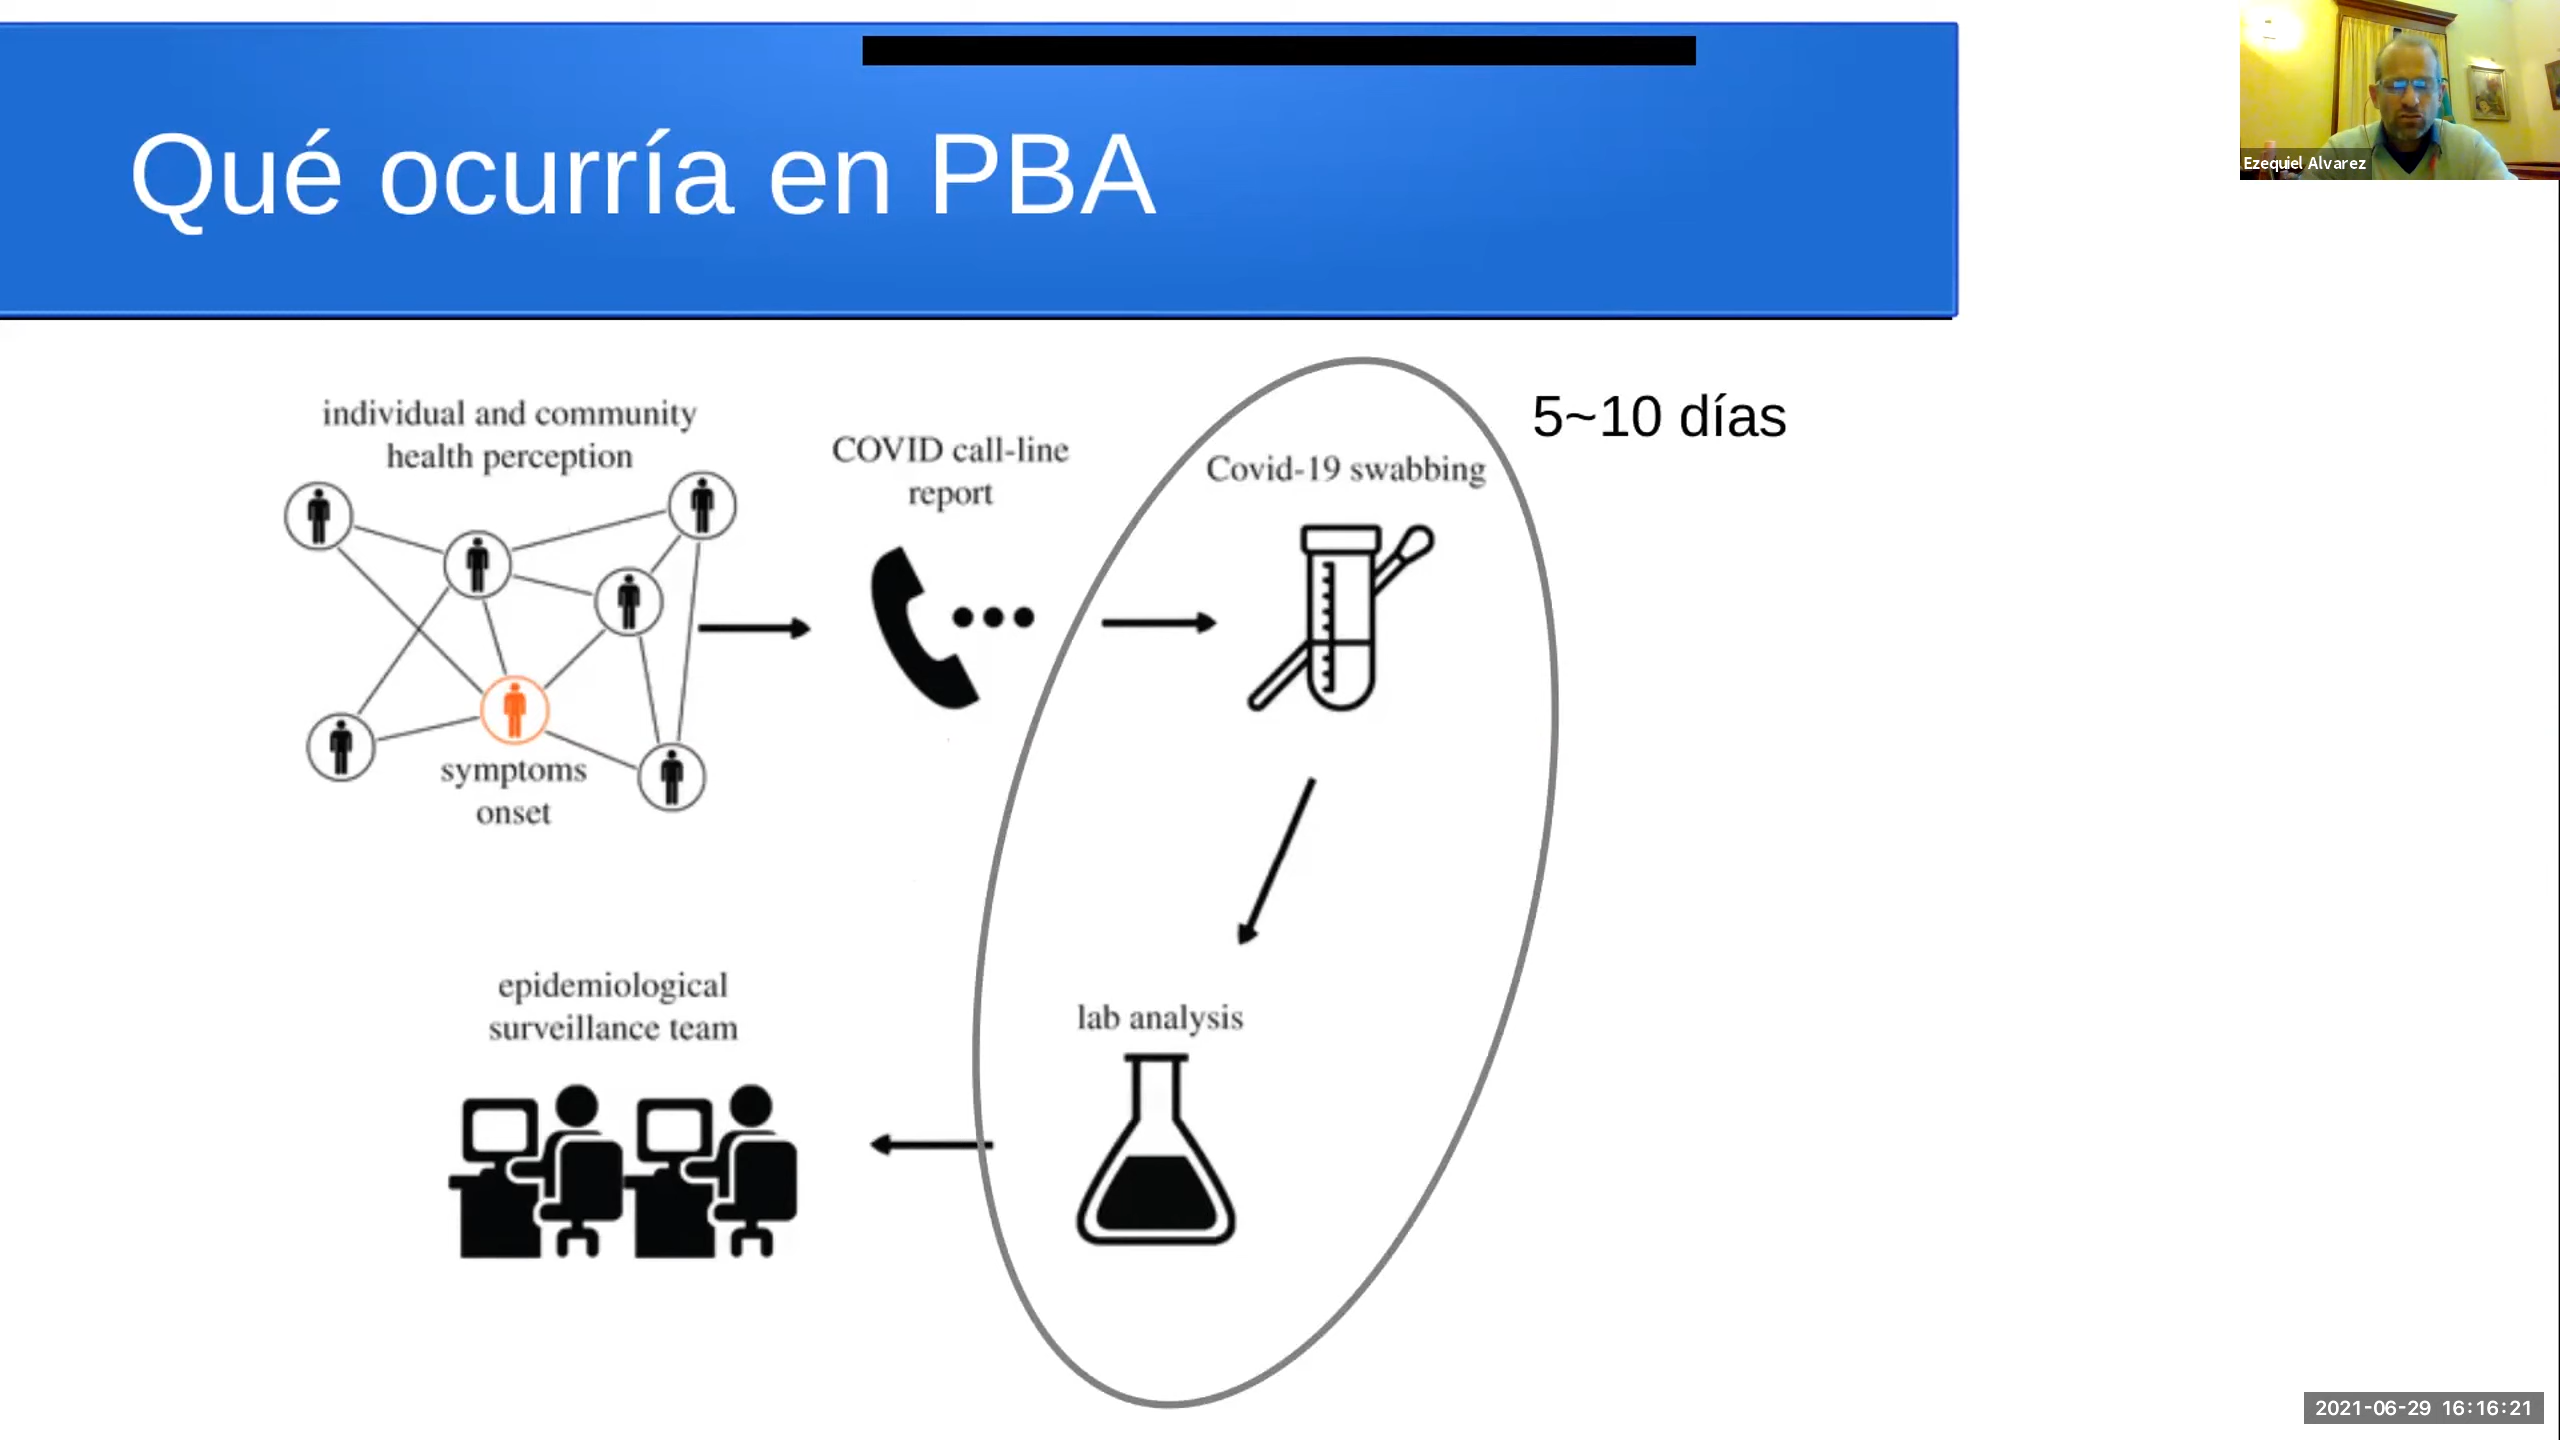 Qué ocurría en PBA
Ezequiel Alvarez
individual and community
health perception
COVID call-line
report
Covid-19 swabbing
5~10 días
symptoms
onset
epidemiological
surveillance team
lab analysis
2021-06-29 16:16:21